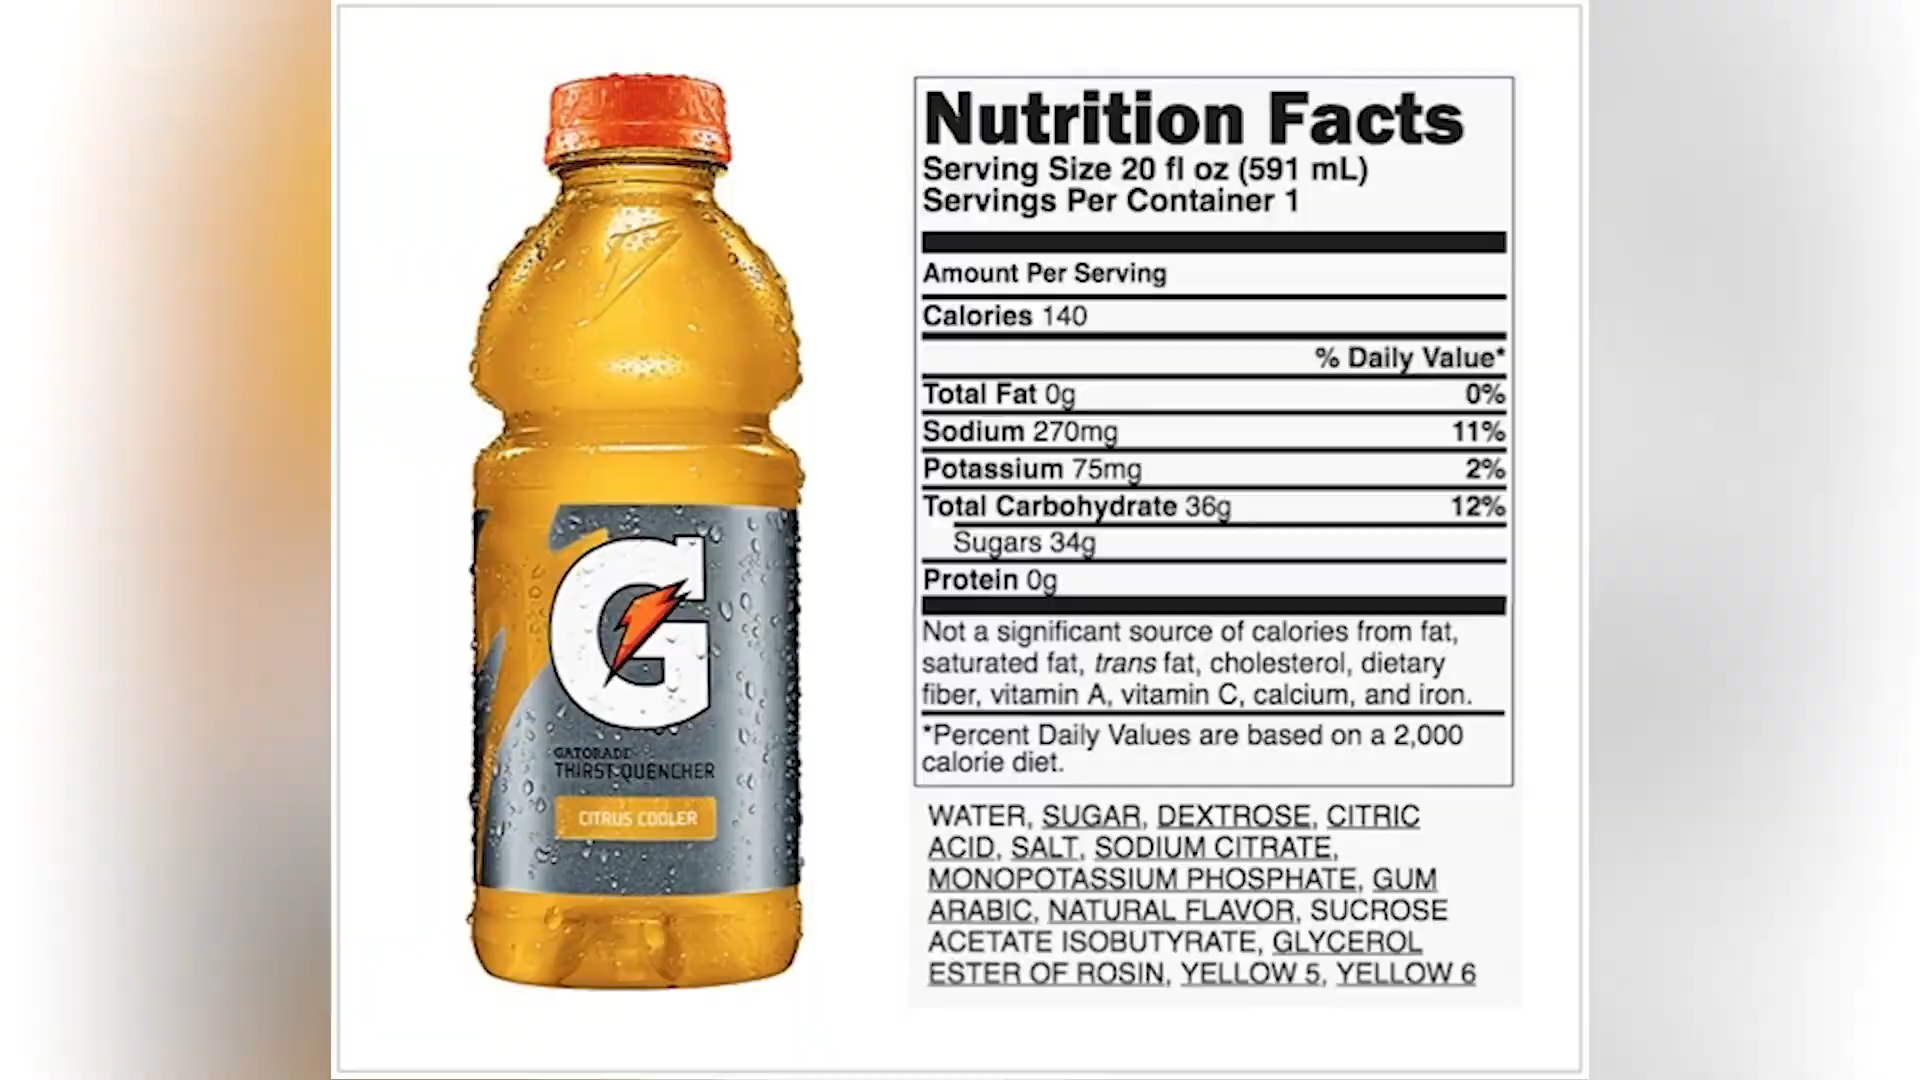 G
GATORADE
THIRST QUENCHER
CITRUS COOLER
Nutrition Facts
Serving Size 20 fl oz (591 mL)
Servings Per Container 1
Amount Per Serving
Calories 140
% Daily Value*
Total Fat 0g 0%
Sodium 270mg 11%
Potassium 75mg 2%
Total Carbohydrate 36g 12%
Sugars 34g
Protein 0g
Not a significant source of calories from fat,
saturated fat, trans fat, cholesterol, dietary
fiber, vitamin A, vitamin C, calcium, and iron.
*Percent Daily Values are based on a 2,000
calorie diet.
WATER, SUGAR, DEXTROSE, CITRIC
ACID, SALT, SODIUM CITRATE,
MONOPOTASSIUM PHOSPHATE, GUM
ARABIC, NATURAL FLAVOR, SUCROSE
ACETATE ISOBUTYRATE, GLYCEROL
ESTER OF ROSIN, YELLOW 5, YELLOW 6